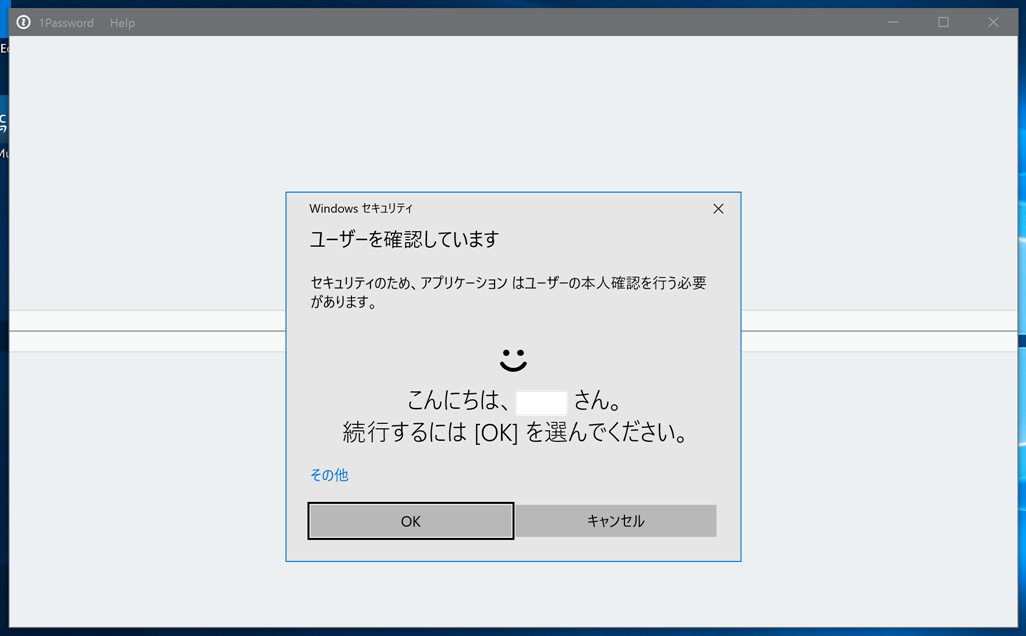 1Password Help
Windows セキュリティ
ユーザーを確認しています
セキュリティのため、アプリケーション はユーザーの本人確認を行う必要
があります。
こんにちは、 さん。
続行するには [OK] を選んでください。
その他
OK キャンセル